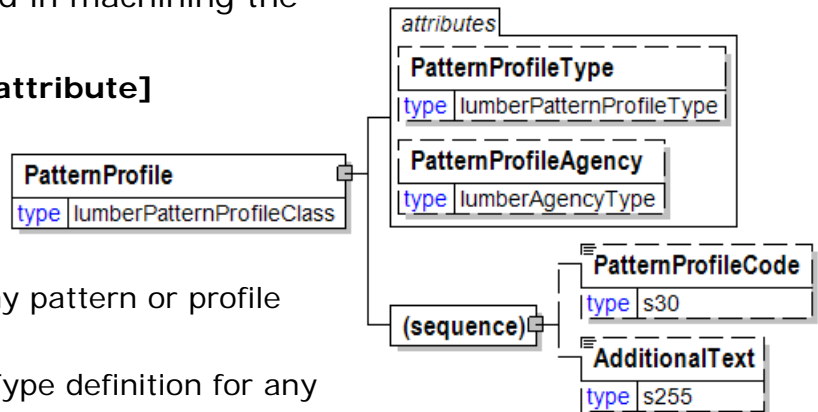 d in machining the
attribute]
y pattern or profile
Type definition for any
attributes
PatternProfileType
type lumberPatternProfileType
PatternProfileAgency
type lumberAgencyType
PatternProfile
type lumberPatternProfileClass
(sequence)
PatternProfileCode
type s30
AdditionalText
type s255